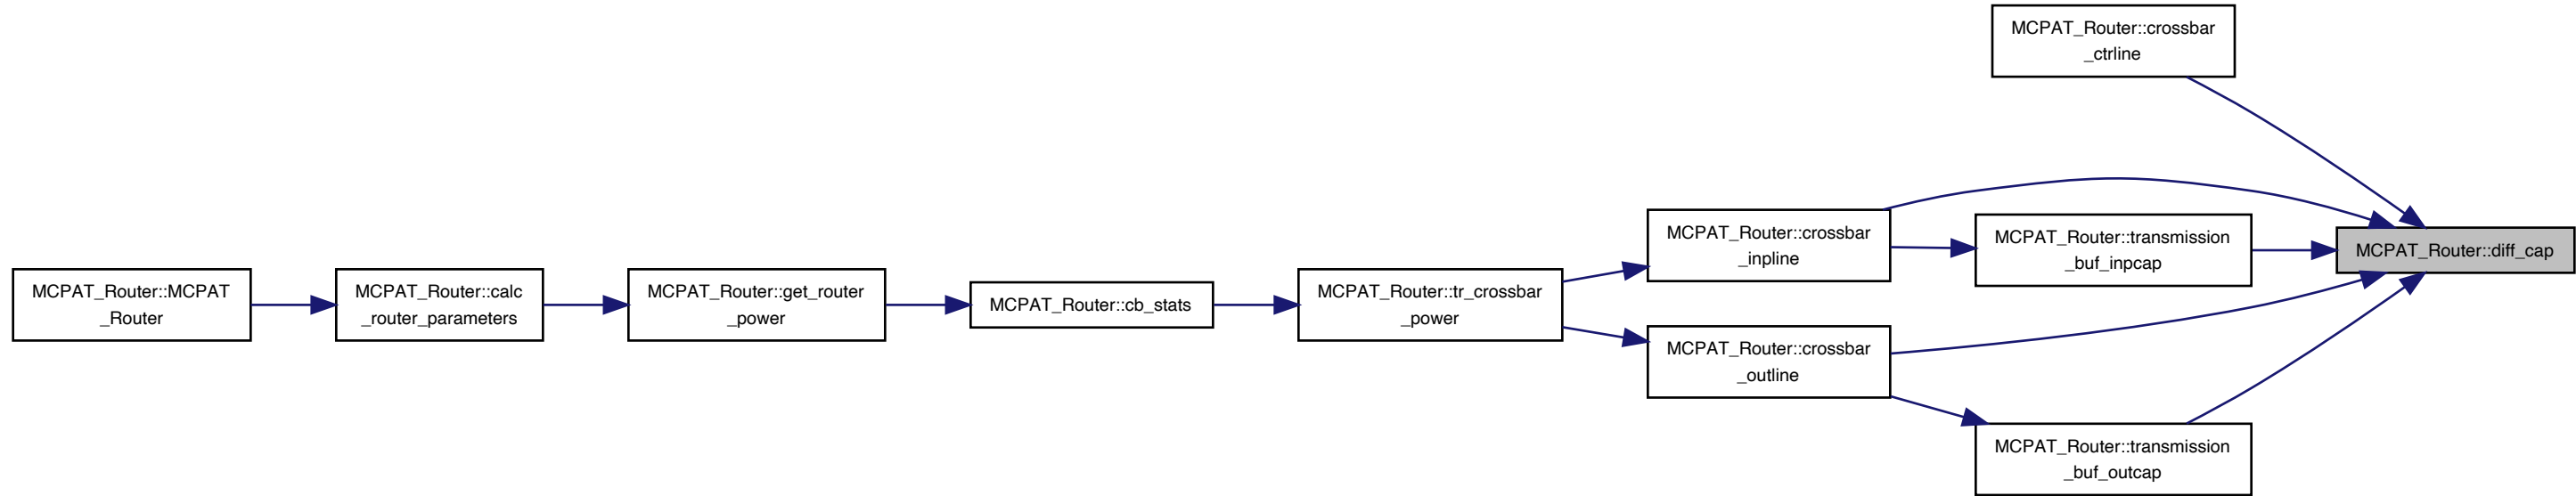 MCPAT_Router::MCPAT
_Router
MCPAT_Router::calc
_router_parameters
MCPAT_Router::get_router
_power
MCPAT_Router::cb_stats
MCPAT_Router::tr_crossbar
_power
MCPAT_Router::crossbar
_inpline
MCPAT_Router::crossbar
_outline
MCPAT_Router::crossbar
_ctrline
MCPAT_Router::transmission
_buf_inpcap
MCPAT_Router::transmission
_buf_outcap
MCPAT_Router::diff_cap